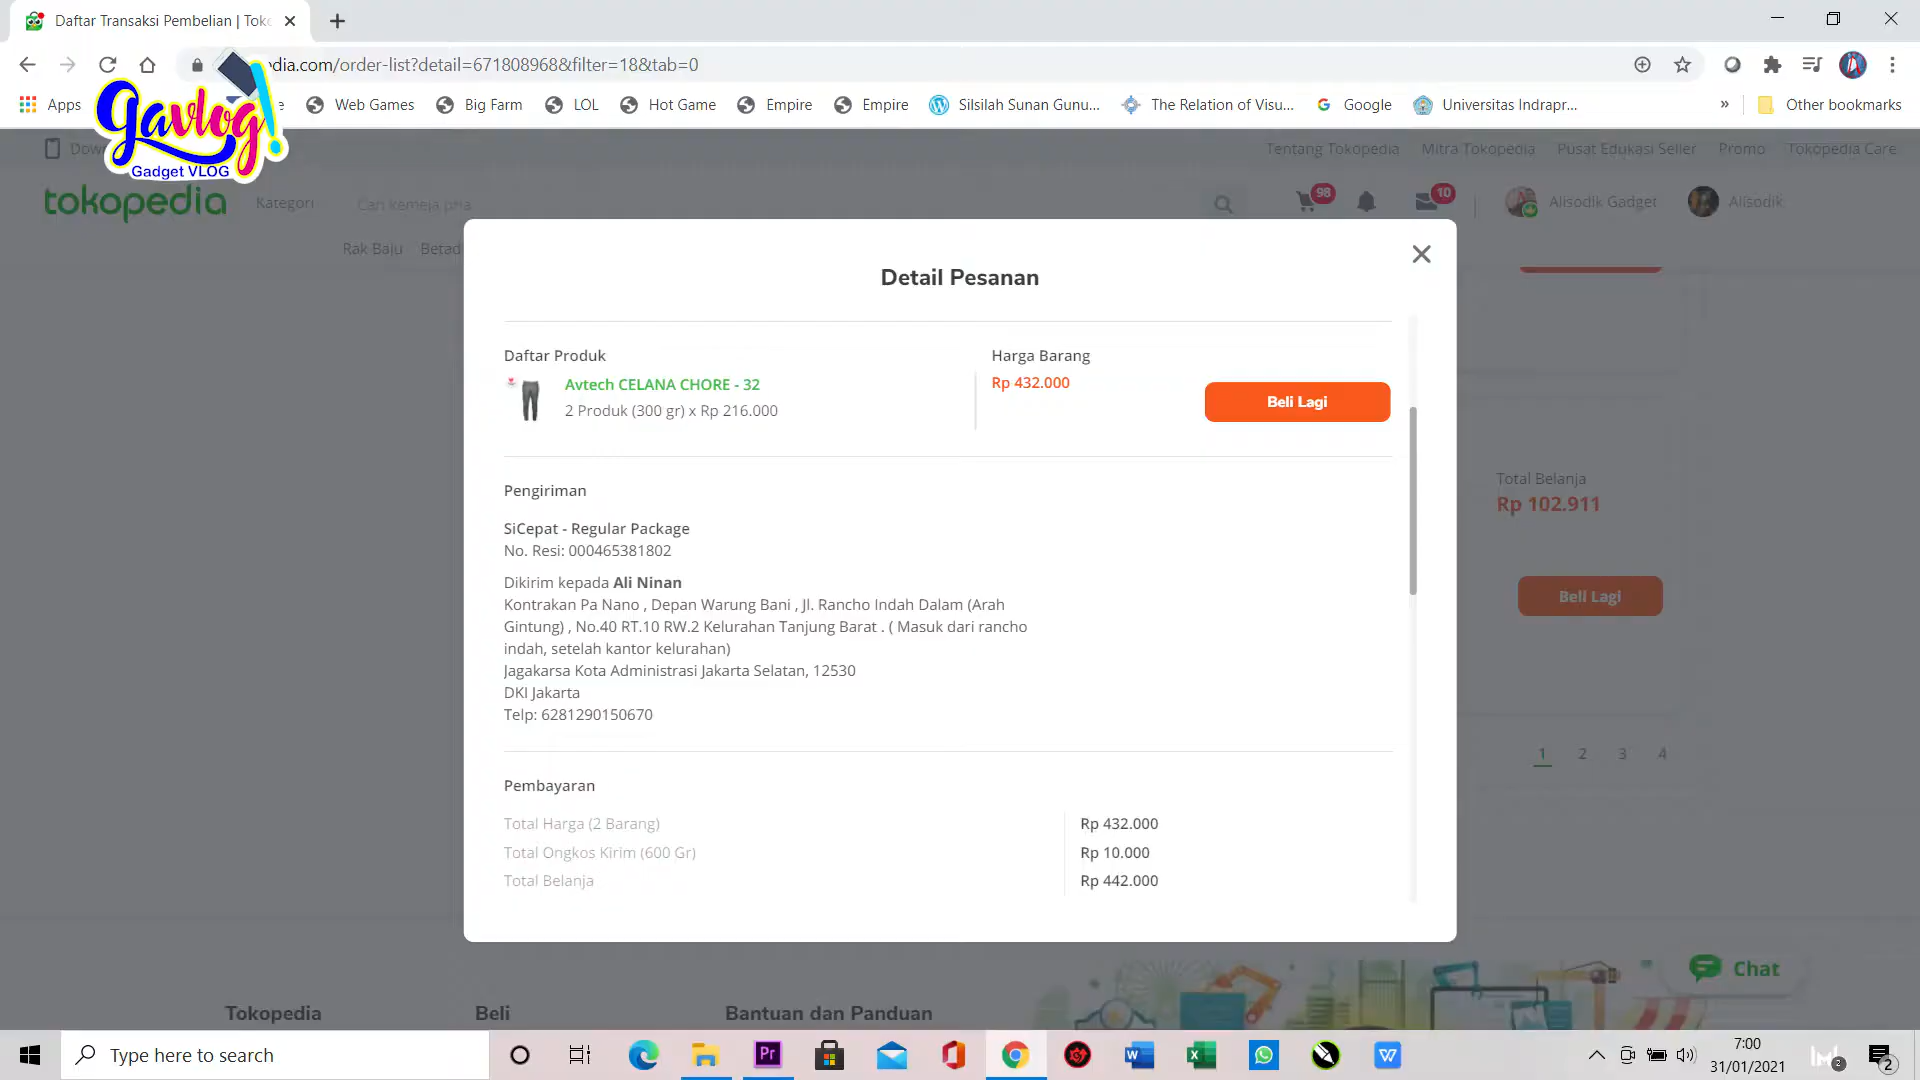 Daftar Transaksi Pembelian | Toke
dia.com/order-list?detail=671808968&filter=18&tab=0
Apps
Web Games
Big Farm
LOL
Hot Game
Empire
Empire
Silsilah Sunan Gunu...
The Relation of Visu...
Google
Universitas Indrapr...
»
Other bookmarks
gavlog!
Gadget VLOG
Tentang Tokopedia
Mitra Tokopedia
Pusat Edukasi Seller
Promo
Tokopedia Care
tokopedia
Kategori
Cari kemeja pria
98
10
Alisodik Gadget
Alisodik
Rak Baju
Betad
Detail Pesanan
Daftar Produk
Harga Barang
Avtech CELANA CHORE - 32
2 Produk (300 gr) x Rp 216.000
Rp 432.000
Beli Lagi
Pengiriman
SiCepat - Regular Package
No. Resi: 000465381802
Dikirim kepada Ali Ninan
Kontrakan Pa Nano , Depan Warung Bani , Jl. Rancho Indah Dalam (Arah
Gintung) , No.40 RT.10 RW.2 Kelurahan Tanjung Barat . ( Masuk dari rancho
indah, setelah kantor kelurahan)
Jagakarsa Kota Administrasi Jakarta Selatan, 12530
DKI Jakarta
Telp: 6281290150670
Pembayaran
Total Harga (2 Barang)
Rp 432.000
Total Ongkos Kirim (600 Gr)
Rp 10.000
Total Belanja
Rp 442.000
Total Belanja
Rp 102.911
Beli Lagi
1 2 3 4
Chat
Tokopedia
Beli
Bantuan dan Panduan
Type here to search
Pr
7:00
31/01/2021
2
2